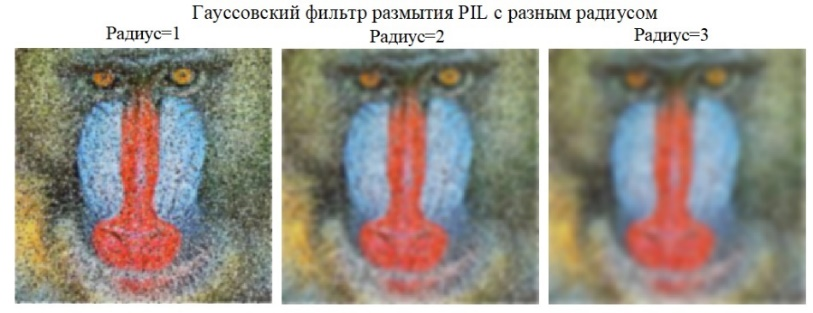 Гауссовский фильтр размытия PIL с разным радиусом
Радиус=1
Радиус=2
Радиус=3